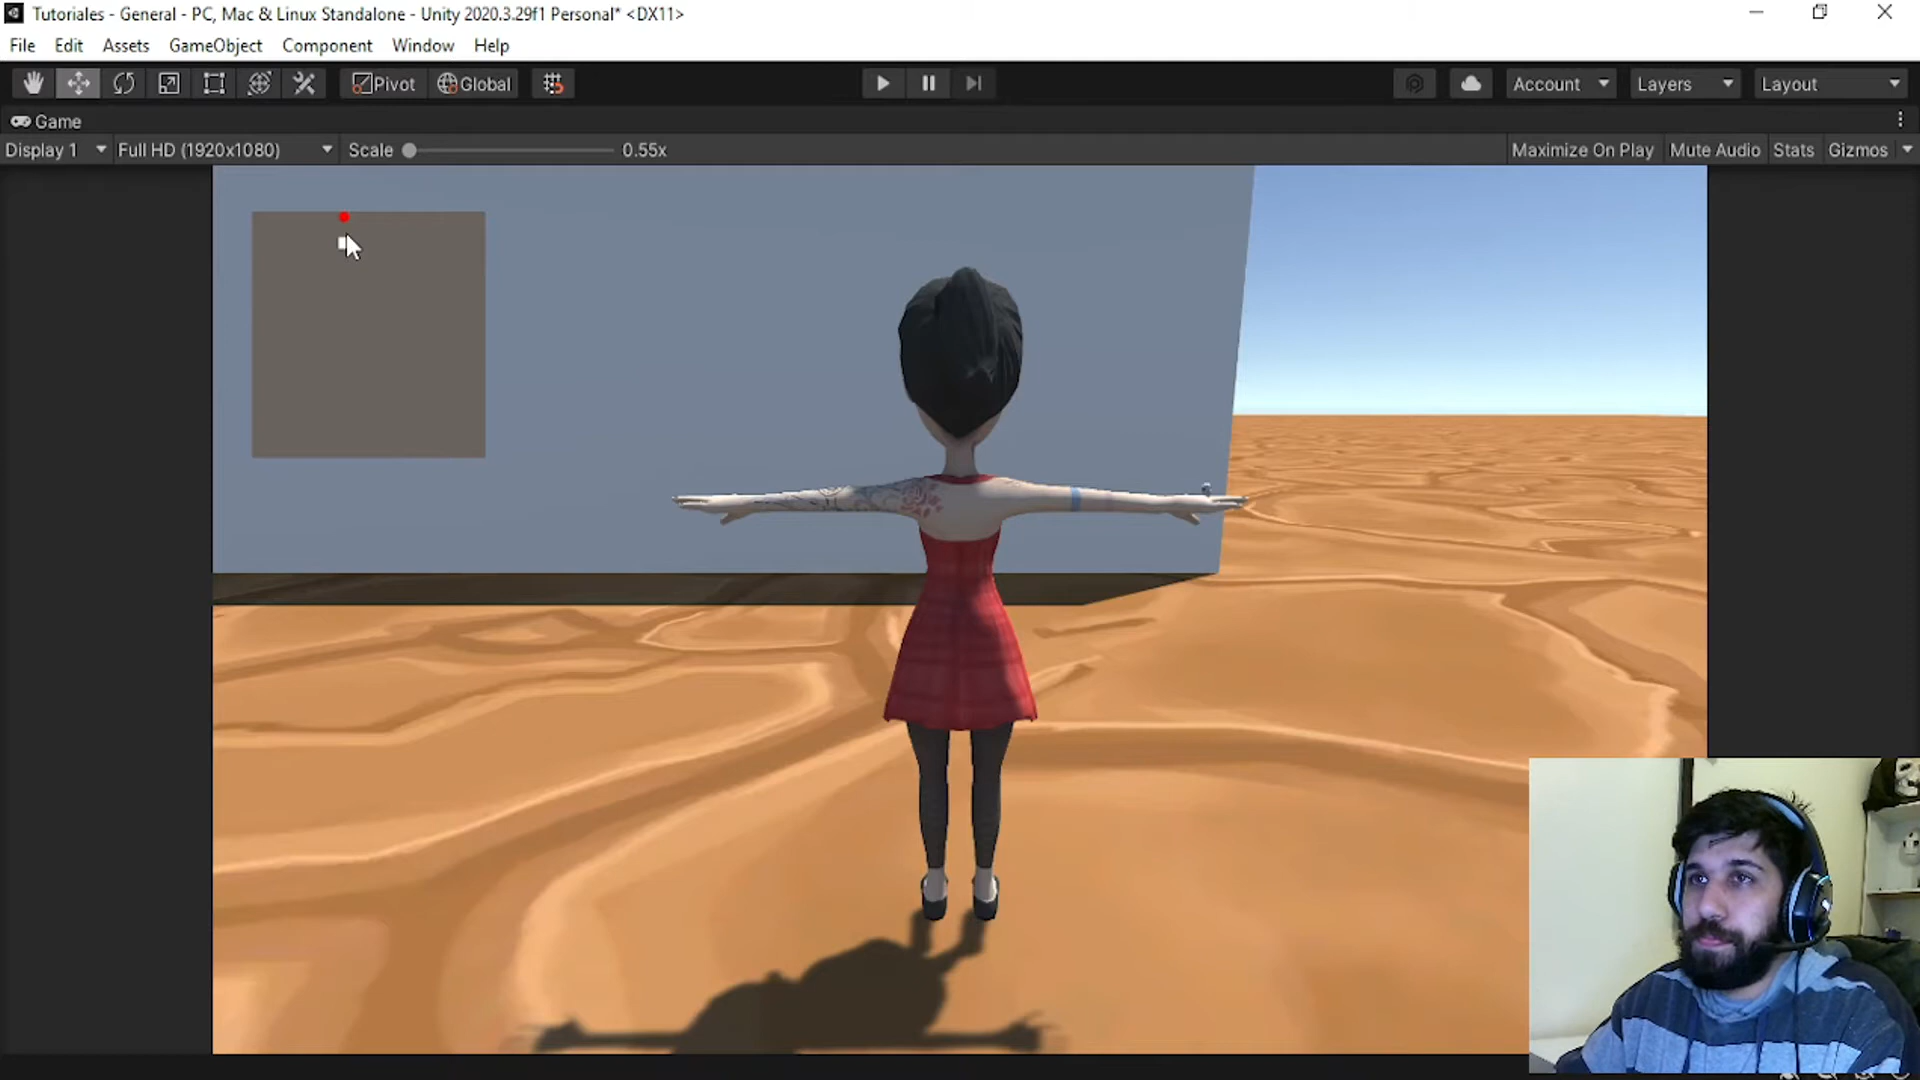 Tutoriales - General - PC, Mac & Linux Standalone - Unity 2020.3.29f1 Personal* <DX11>
File Edit Assets GameObject Component Window Help
Pivot Global Account Layers Layout
Game
Display 1 Full HD (1920x1080) Scale 0.55x Maximize On Play Mute Audio Stats Gizmos